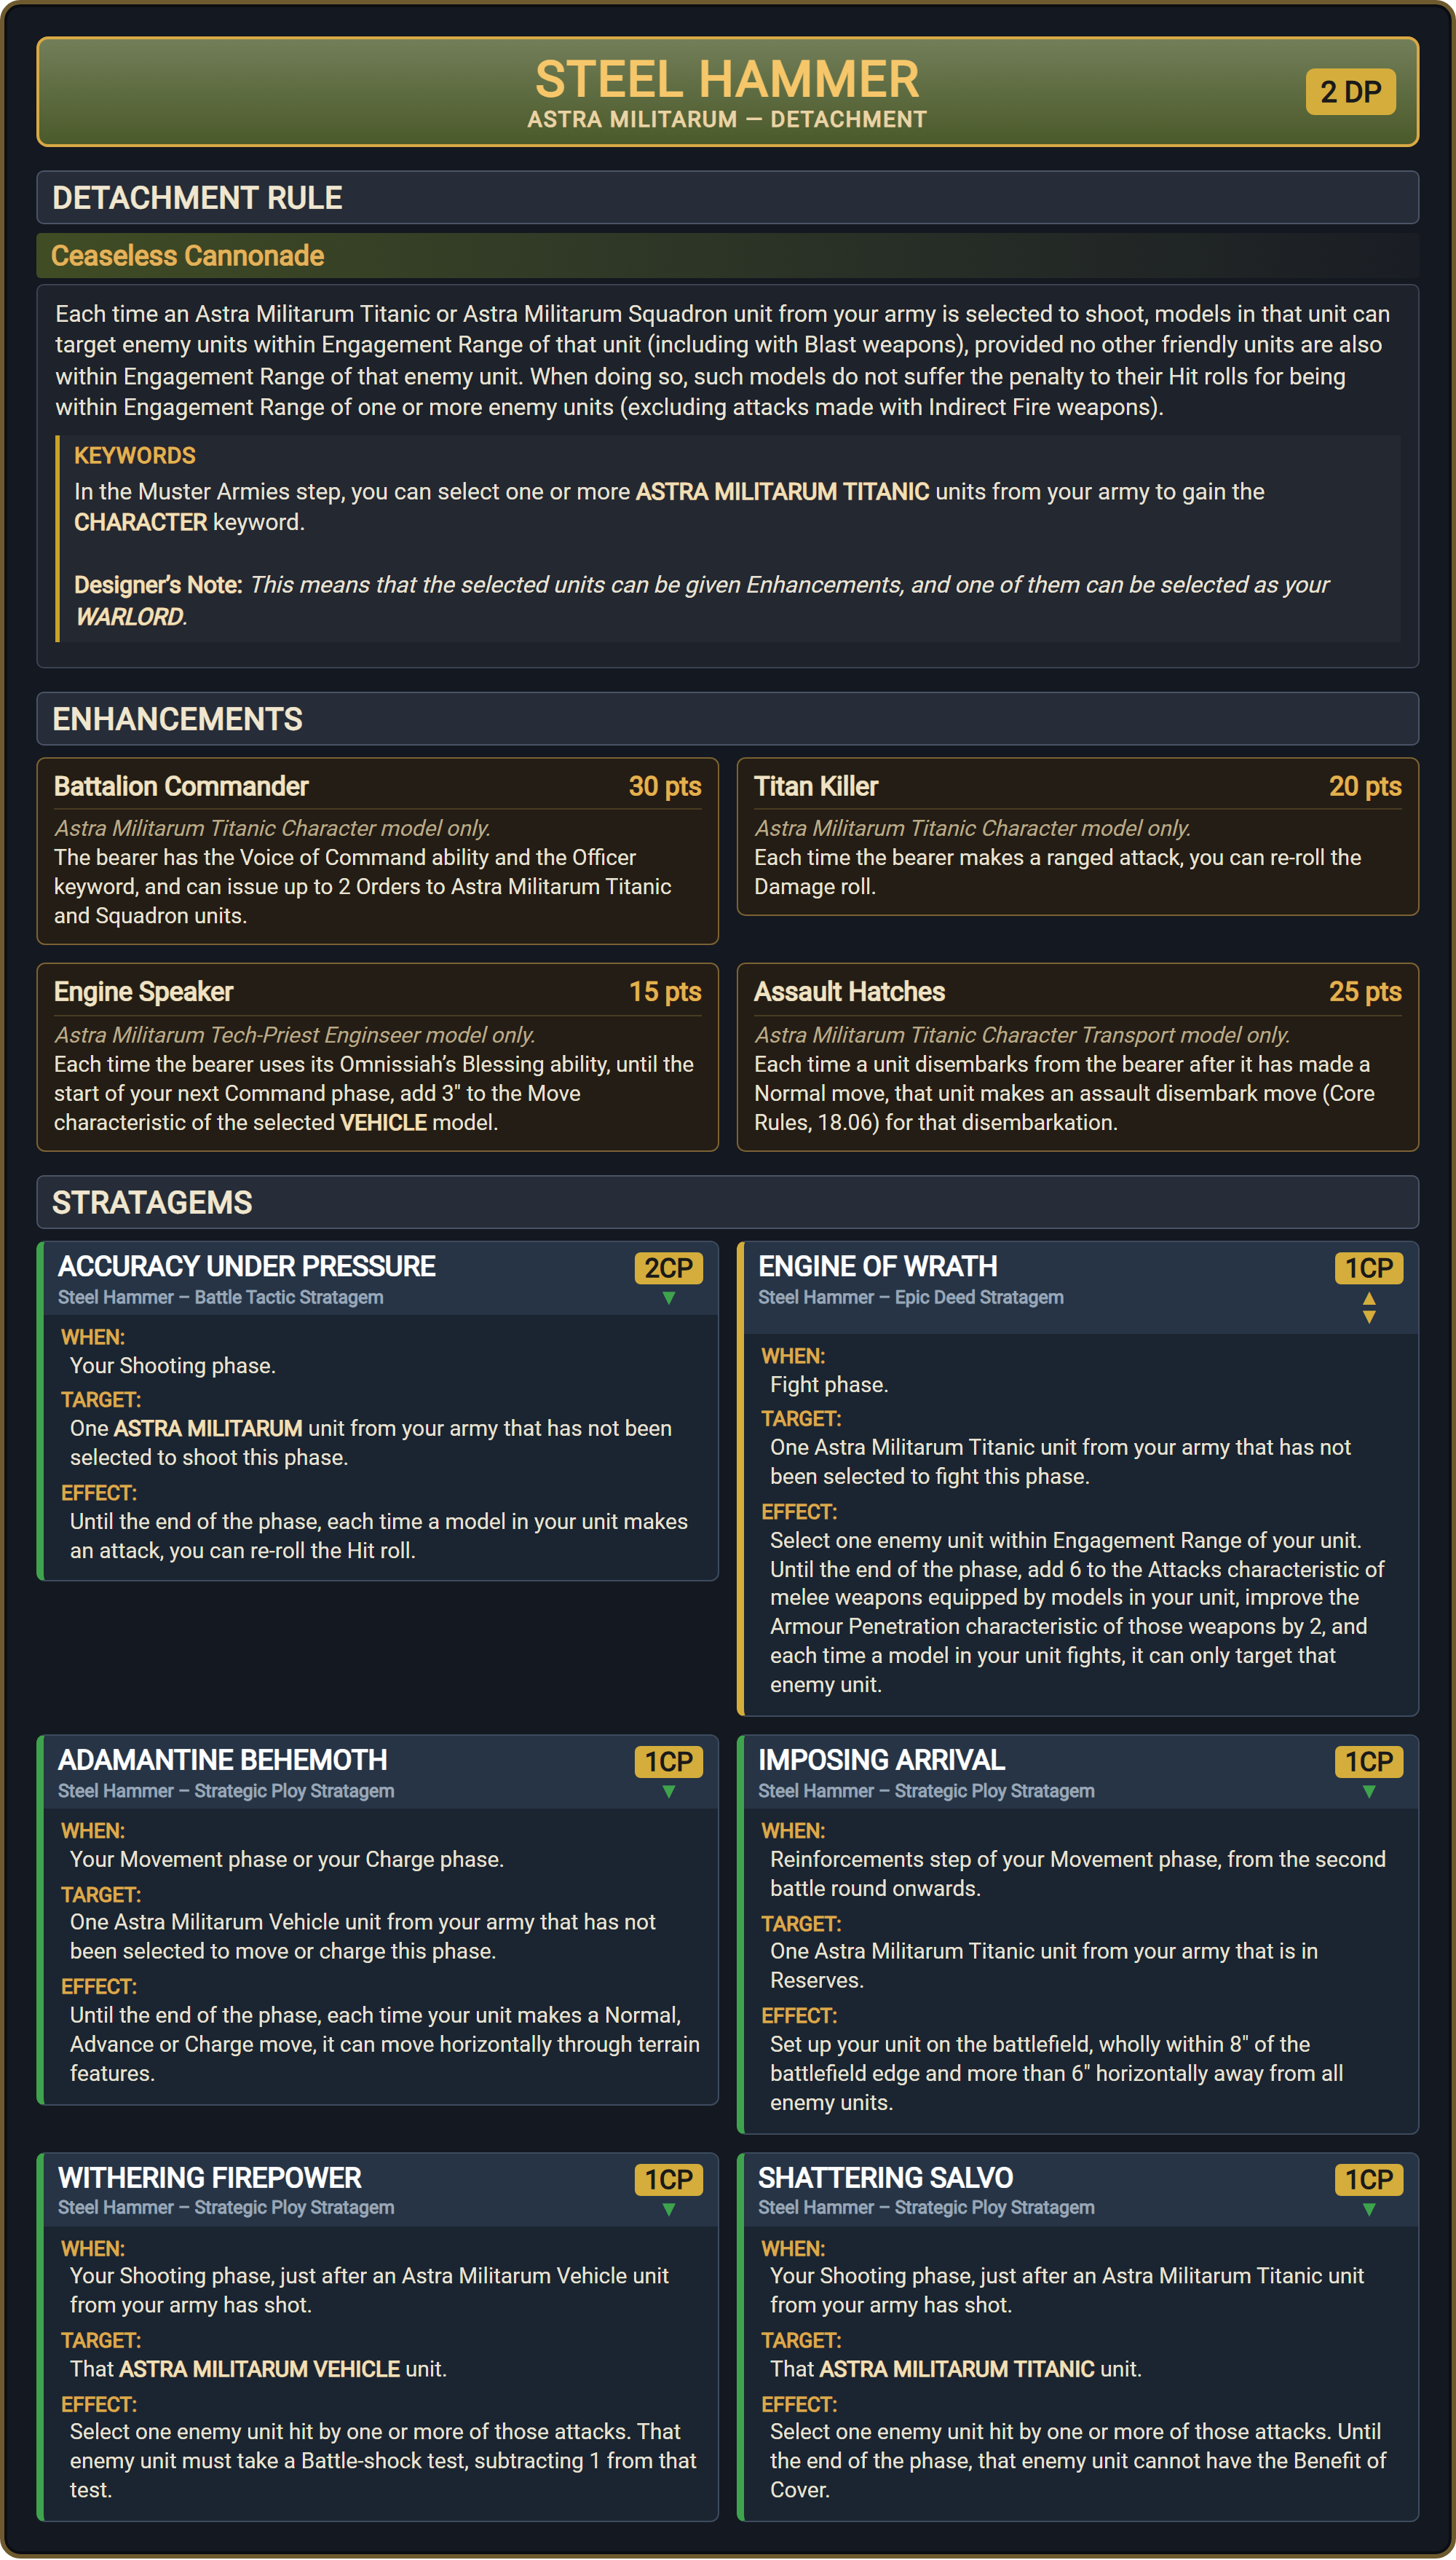 STEEL HAMMER
ASTRA MILITARUM — DETACHMENT
2 DP
DETACHMENT RULE
Ceaseless Cannonade
Each time an Astra Militarum Titanic or Astra Militarum Squadron unit from your army is selected to shoot, models in that unit can
target enemy units within Engagement Range of that unit (including with Blast weapons), provided no other friendly units are also
within Engagement Range of that enemy unit. When doing so, such models do not suffer the penalty to their Hit rolls for being
within Engagement Range of one or more enemy units (excluding attacks made with Indirect Fire weapons).
KEYWORDS
In the Muster Armies step, you can select one or more ASTRA MILITARUM TITANIC units from your army to gain the
CHARACTER keyword.
Designer’s Note: This means that the selected units can be given Enhancements, and one of them can be selected as your
WARLORD.
ENHANCEMENTS
Battalion Commander 30 pts
Astra Militarum Titanic Character model only.
The bearer has the Voice of Command ability and the Officer
keyword, and can issue up to 2 Orders to Astra Militarum Titanic
and Squadron units.
Titan Killer 20 pts
Astra Militarum Titanic Character model only.
Each time the bearer makes a ranged attack, you can re-roll the
Damage roll.
Engine Speaker 15 pts
Astra Militarum Tech-Priest Enginseer model only.
Each time the bearer uses its Omnissiah’s Blessing ability, until the
start of your next Command phase, add 3" to the Move
characteristic of the selected VEHICLE model.
Assault Hatches 25 pts
Astra Militarum Titanic Character Transport model only.
Each time a unit disembarks from the bearer after it has made a
Normal move, that unit makes an assault disembark move (Core
Rules, 18.06) for that disembarkation.
STRATAGEMS
ACCURACY UNDER PRESSURE 2CP
Steel Hammer – Battle Tactic Stratagem ▼
WHEN:
Your Shooting phase.
TARGET:
One ASTRA MILITARUM unit from your army that has not been
selected to shoot this phase.
EFFECT:
Until the end of the phase, each time a model in your unit makes
an attack, you can re-roll the Hit roll.
ENGINE OF WRATH 1CP
Steel Hammer – Epic Deed Stratagem ▲
▼
WHEN:
Fight phase.
TARGET:
One Astra Militarum Titanic unit from your army that has not
been selected to fight this phase.
EFFECT:
Select one enemy unit within Engagement Range of your unit.
Until the end of the phase, add 6 to the Attacks characteristic of
melee weapons equipped by models in your unit, improve the
Armour Penetration characteristic of those weapons by 2, and
each time a model in your unit fights, it can only target that
enemy unit.
ADAMANTINE BEHEMOTH 1CP
Steel Hammer – Strategic Ploy Stratagem ▼
WHEN:
Your Movement phase or your Charge phase.
TARGET:
One Astra Militarum Vehicle unit from your army that has not
been selected to move or charge this phase.
EFFECT:
Until the end of the phase, each time your unit makes a Normal,
Advance or Charge move, it can move horizontally through terrain
features.
IMPOSING ARRIVAL 1CP
Steel Hammer – Strategic Ploy Stratagem ▼
WHEN:
Reinforcements step of your Movement phase, from the second
battle round onwards.
TARGET:
One Astra Militarum Titanic unit from your army that is in
Reserves.
EFFECT:
Set up your unit on the battlefield, wholly within 8" of the
battlefield edge and more than 6" horizontally away from all
enemy units.
WITHERING FIREPOWER 1CP
Steel Hammer – Strategic Ploy Stratagem ▼
WHEN:
Your Shooting phase, just after an Astra Militarum Vehicle unit
from your army has shot.
TARGET:
That ASTRA MILITARUM VEHICLE unit.
EFFECT:
Select one enemy unit hit by one or more of those attacks. That
enemy unit must take a Battle-shock test, subtracting 1 from that
test.
SHATTERING SALVO 1CP
Steel Hammer – Strategic Ploy Stratagem ▼
WHEN:
Your Shooting phase, just after an Astra Militarum Titanic unit
from your army has shot.
TARGET:
That ASTRA MILITARUM TITANIC unit.
EFFECT:
Select one enemy unit hit by one or more of those attacks. Until
the end of the phase, that enemy unit cannot have the Benefit of
Cover.